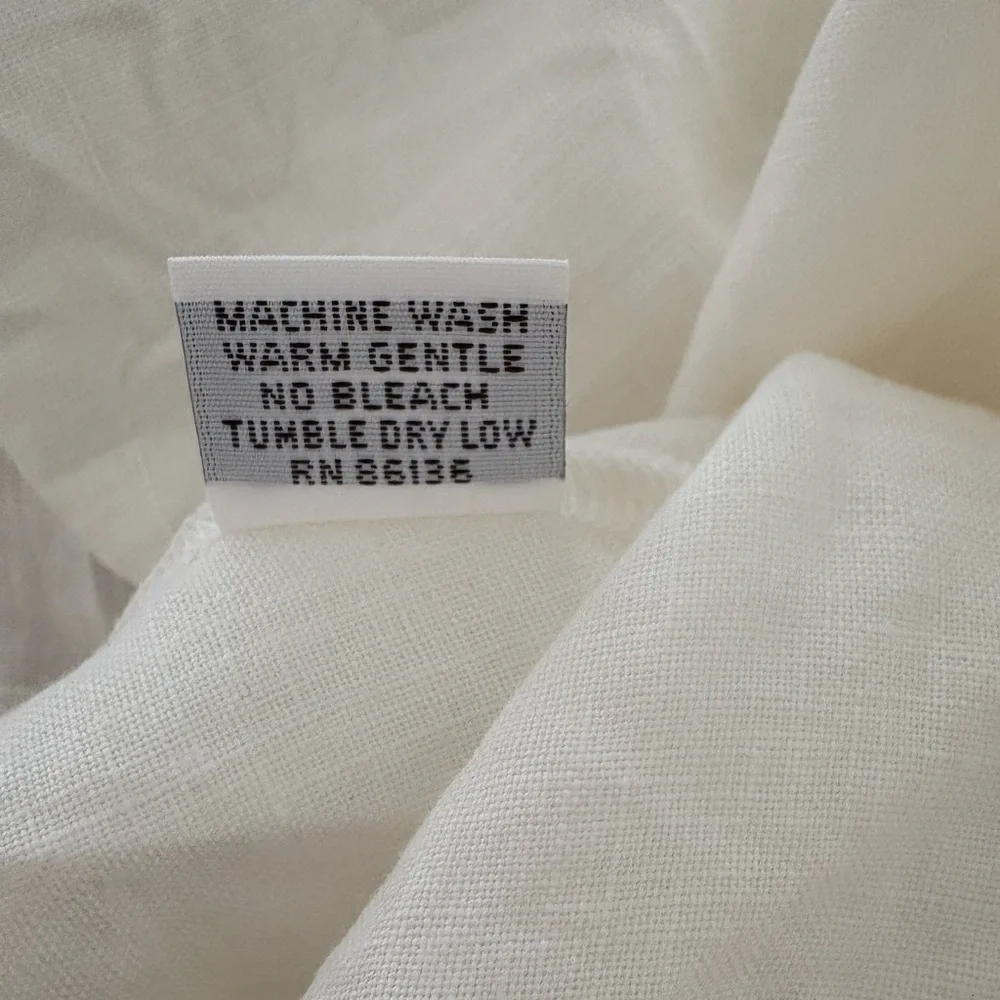 MACHINE WASH
WARM GENTLE
NO BLEACH
TUMBLE DRY LOW
RN 86136